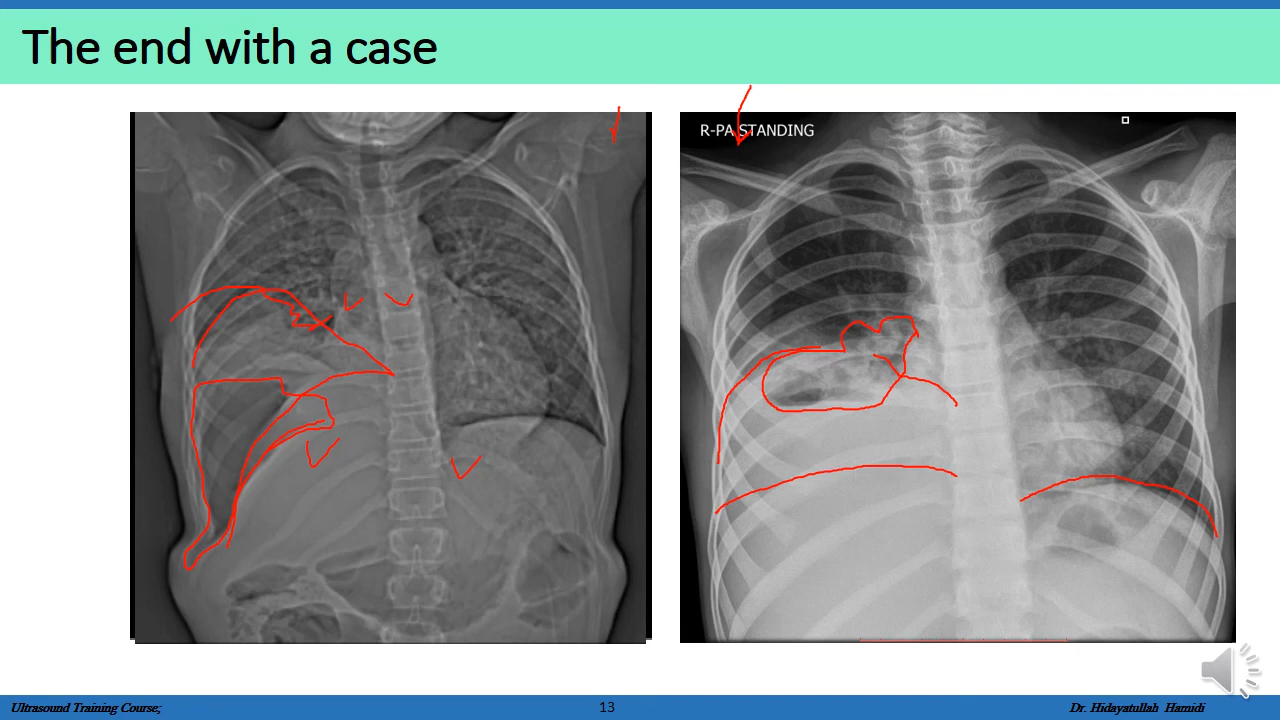 The end with a case
R-PA STANDING
Ultrasound Training Course;
13
Dr. Hidayatullah Hamidi